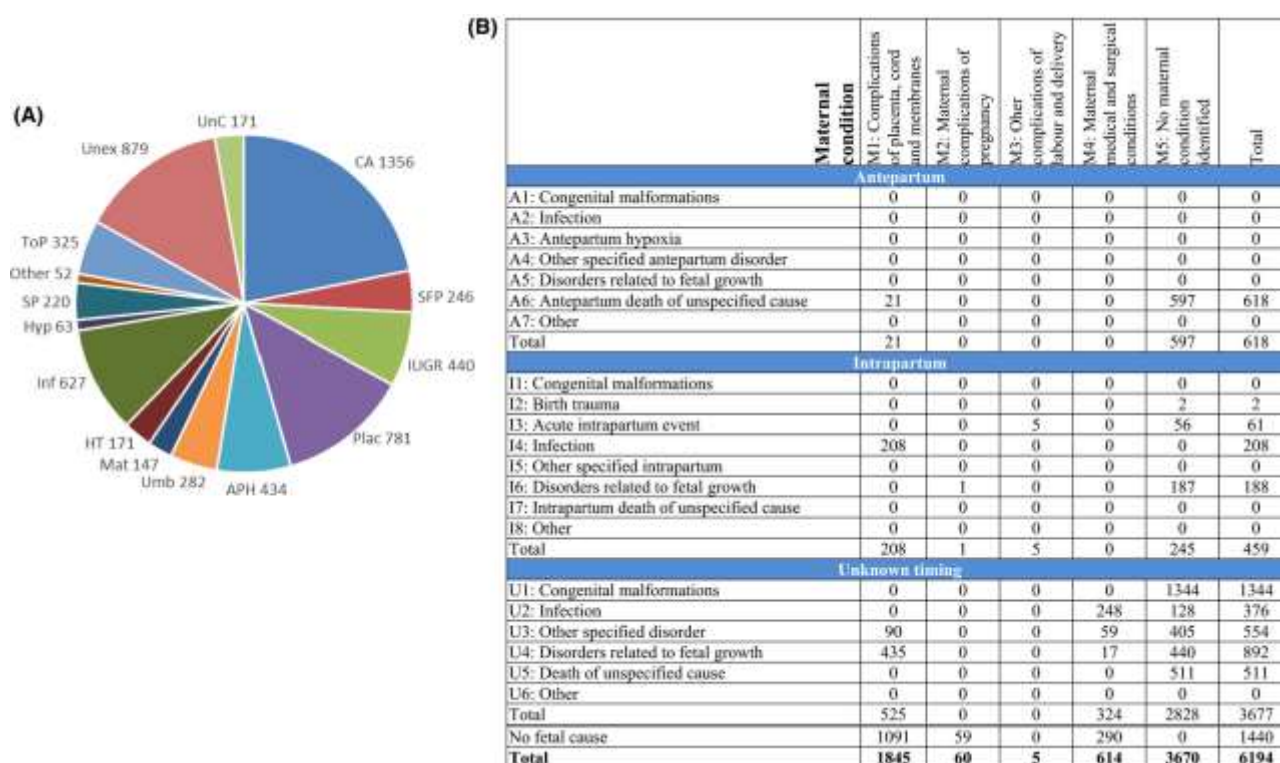 (A)
UnC 171
Unex 879
CA 1356
ToP 325
Other 52
SP 220
SFP 246
Hyp 63
IUGR 440
Inf 627
Plac 781
HT 171
Mat 147
Umb 282
APH 434
(B)
Maternal condition
M1: Complications of placenta, cord and membranes
M2: Maternal complications of pregnancy
M3: Oher complications of labour and delivery
M4: Maternal medical and surgical conditions
M5: No maternal condition identified
Total
Antepartum
A1: Congenital malformations 0 0 0 0 0 0
A2: Infection 0 0 0 0 0 0
A3: Antepartum hypoxia 0 0 0 0 0 0
A4: Other specified antepartum disorder 0 0 0 0 0 0
A5: Disorders related to fetal growth 0 0 0 0 0 0
A6: Antepartum death of unspecified cause 21 0 0 0 597 618
A7: Other 0 0 0 0 0 0
Total 21 0 0 0 597 618
Intrapartum
I1: Congenital malformations 0 0 0 0 0 0
I2: Birth trauma 0 0 0 0 2 2
I3: Acute intrapartum event 0 0 5 0 56 61
I4: Infection 208 0 0 0 0 208
I5: Other specified intrapartum 0 0 0 0 0 0
I6: Disorders related to fetal growth 0 1 0 0 187 188
I7: Intrapartum death of unspecified cause 0 0 0 0 0 0
I8: Other 0 0 0 0 0 0
Total 208 1 5 0 245 459
Unknown timing
U1: Congenital malformations 0 0 0 0 1344 1344
U2: Infection 0 0 0 248 128 376
U3: Other specified disorder 90 0 0 59 405 554
U4: Disorders related to fetal growth 435 0 0 17 440 892
U5: Death of unspecified cause 0 0 0 0 511 511
U6: Other 0 0 0 0 0 0
Total 525 0 0 324 2828 3677
No fetal cause 1091 59 0 290 0 1440
Total 1845 60 5 614 3670 6194